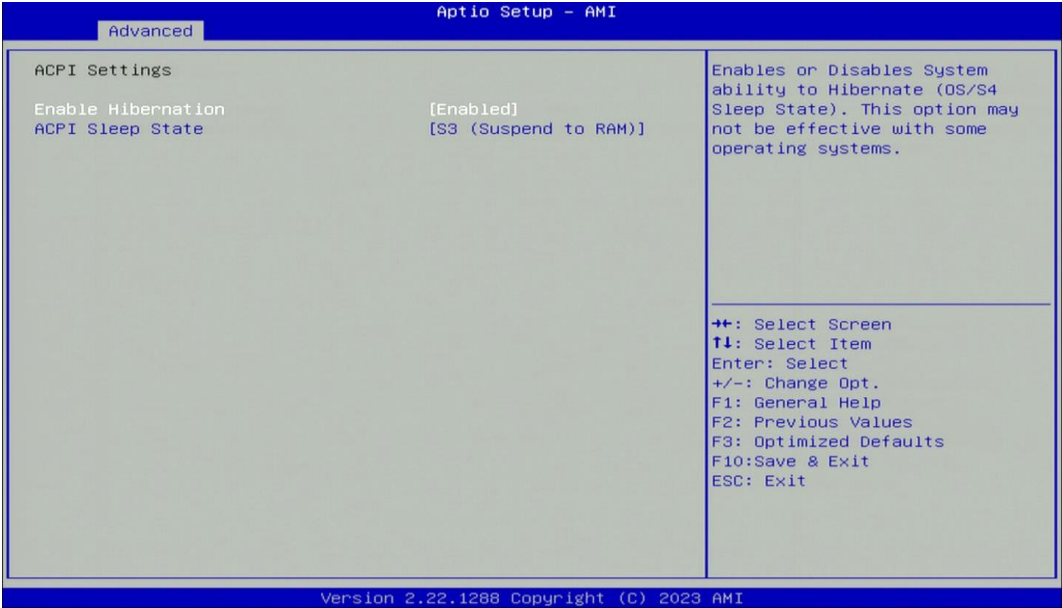 Aptio Setup – AMI
Advanced
ACPI Settings
Enable Hibernation [Enabled]
ACPI Sleep State [S3 (Suspend to RAM)]
Enables or Disables System
ability to Hibernate (OS/S4
Sleep State). This option may
not be effective with some
operating systems.
→←: Select Screen
↑↓: Select Item
Enter: Select
+/-: Change Opt.
F1: General Help
F2: Previous Values
F3: Optimized Defaults
F10:Save & Exit
ESC: Exit
Version 2.22.1288 Copyright (C) 2023 AMI